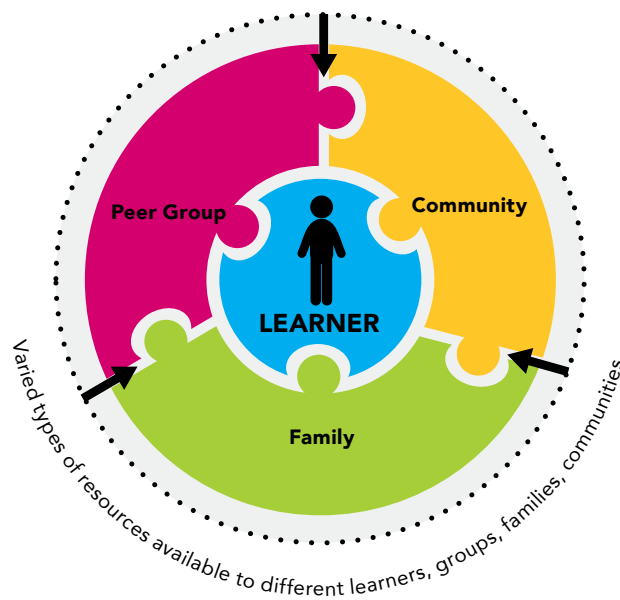 Peer Group
Community
LEARNER
Family
Varied types of resources available to different learners, groups, families, communities